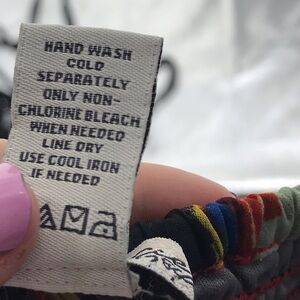 HAND WASH
COLD
SEPARATELY
ONLY NON-
CHLORINE BLEACH
WHEN NEEDED
LINE DRY
USE COOL IRON
IF NEEDED